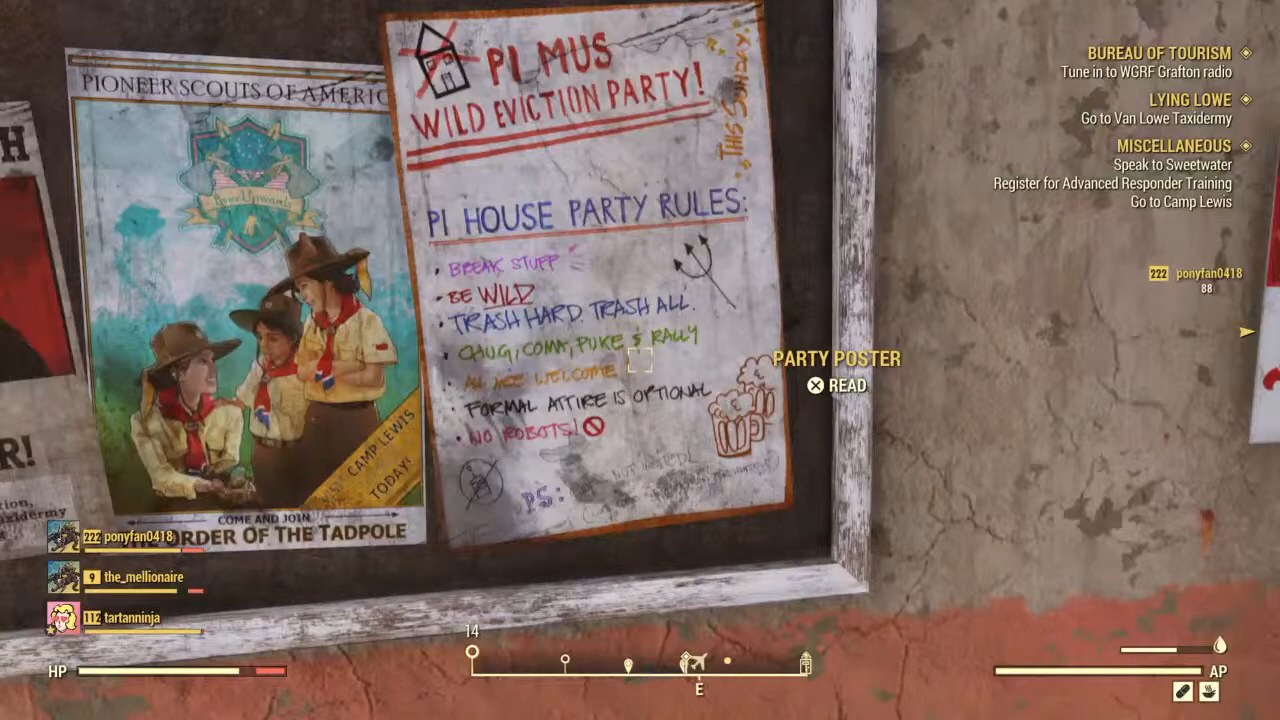 H
R!
PIONEER SCOUTS OF AMERIC
Be ve Upwards
CAMP LEWIS
TODAY!
COME AND JOIN
ORDER OF THE TADPOLE
PI MUS
WILD EVICTION PARTY!
THIS SUNDAY.
PI HOUSE PARTY RULES:
• BREAK STUFF
• BE WILD
• TRASH HARD. TRASH ALL.
• CHUG, COMA, PUKE & RALLY
• ALL ARE WELCOME
• FORMAL ATTIRE IS OPTIONAL
• NO ROBOTS!
PS:
PARTY POSTER
READ
BUREAU OF TOURISM
Tune in to WGRF Grafton radio
LYING LOWE
Go to Van Lowe Taxidermy
MISCELLANEOUS
Speak to Sweetwater
Register for Advanced Responder Training
Go to Camp Lewis
222 ponyfan0418
88
222 ponyfan0418
9 the_mellionaire
112 tartanninja
HP
14
E
AP